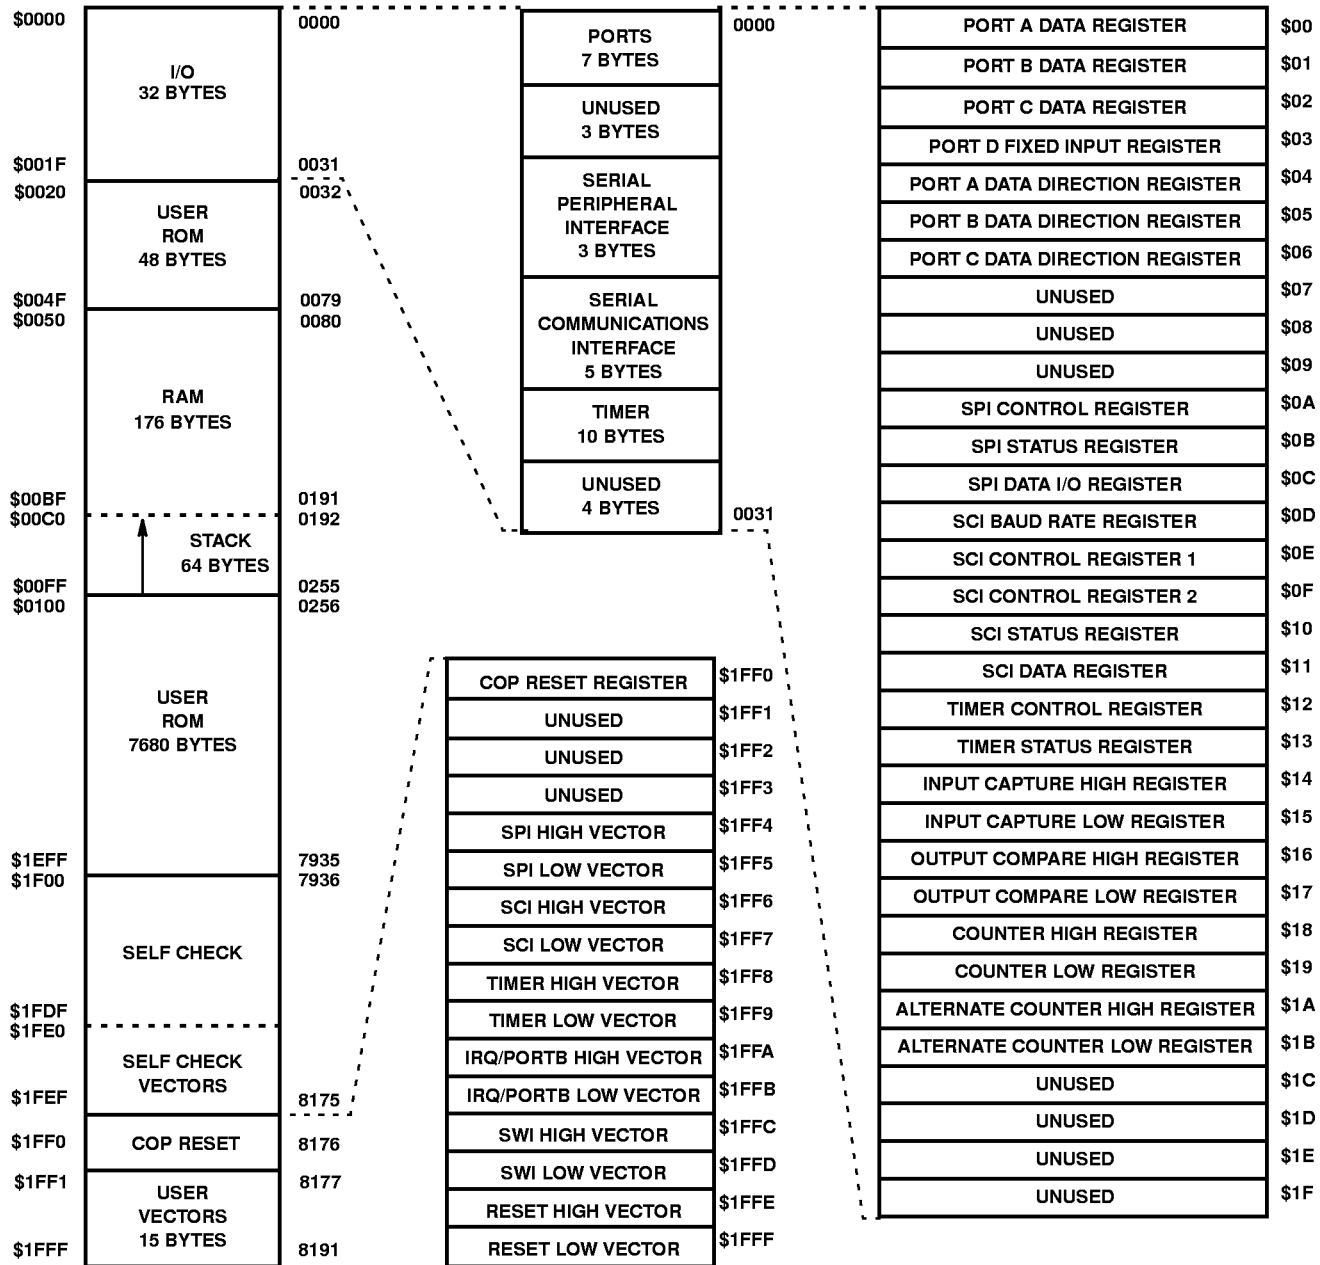 $0000
0000
I/O
32 BYTES
$001F
0031
$0020
0032
USER
ROM
48 BYTES
$004F
0079
$0050
0080
RAM
176 BYTES
$00BF
0191
$00C0
0192
STACK
64 BYTES
$00FF
0255
$0100
0256
USER
ROM
7680 BYTES
$1EFF
7935
$1F00
7936
SELF CHECK
$1FDF
$1FE0
SELF CHECK
VECTORS
$1FEF
8175
$1FF0
COP RESET
8176
$1FF1
8177
USER
VECTORS
15 BYTES
$1FFF
8191
PORTS
7 BYTES
0000
UNUSED
3 BYTES
SERIAL
PERIPHERAL
INTERFACE
3 BYTES
SERIAL
COMMUNICATIONS
INTERFACE
5 BYTES
TIMER
10 BYTES
UNUSED
4 BYTES
0031
COP RESET REGISTER $1FF0
UNUSED $1FF1
UNUSED $1FF2
UNUSED $1FF3
SPI HIGH VECTOR $1FF4
SPI LOW VECTOR $1FF5
SCI HIGH VECTOR $1FF6
SCI LOW VECTOR $1FF7
TIMER HIGH VECTOR $1FF8
TIMER LOW VECTOR $1FF9
IRQ/PORTB HIGH VECTOR $1FFA
IRQ/PORTB LOW VECTOR $1FFB
SWI HIGH VECTOR $1FFC
SWI LOW VECTOR $1FFD
RESET HIGH VECTOR $1FFE
RESET LOW VECTOR $1FFF
PORT A DATA REGISTER $00
PORT B DATA REGISTER $01
PORT C DATA REGISTER $02
PORT D FIXED INPUT REGISTER $03
PORT A DATA DIRECTION REGISTER $04
PORT B DATA DIRECTION REGISTER $05
PORT C DATA DIRECTION REGISTER $06
UNUSED $07
UNUSED $08
UNUSED $09
SPI CONTROL REGISTER $0A
SPI STATUS REGISTER $0B
SPI DATA I/O REGISTER $0C
SCI BAUD RATE REGISTER $0D
SCI CONTROL REGISTER 1 $0E
SCI CONTROL REGISTER 2 $0F
SCI STATUS REGISTER $10
SCI DATA REGISTER $11
TIMER CONTROL REGISTER $12
TIMER STATUS REGISTER $13
INPUT CAPTURE HIGH REGISTER $14
INPUT CAPTURE LOW REGISTER $15
OUTPUT COMPARE HIGH REGISTER $16
OUTPUT COMPARE LOW REGISTER $17
COUNTER HIGH REGISTER $18
COUNTER LOW REGISTER $19
ALTERNATE COUNTER HIGH REGISTER $1A
ALTERNATE COUNTER LOW REGISTER $1B
UNUSED $1C
UNUSED $1D
UNUSED $1E
UNUSED $1F